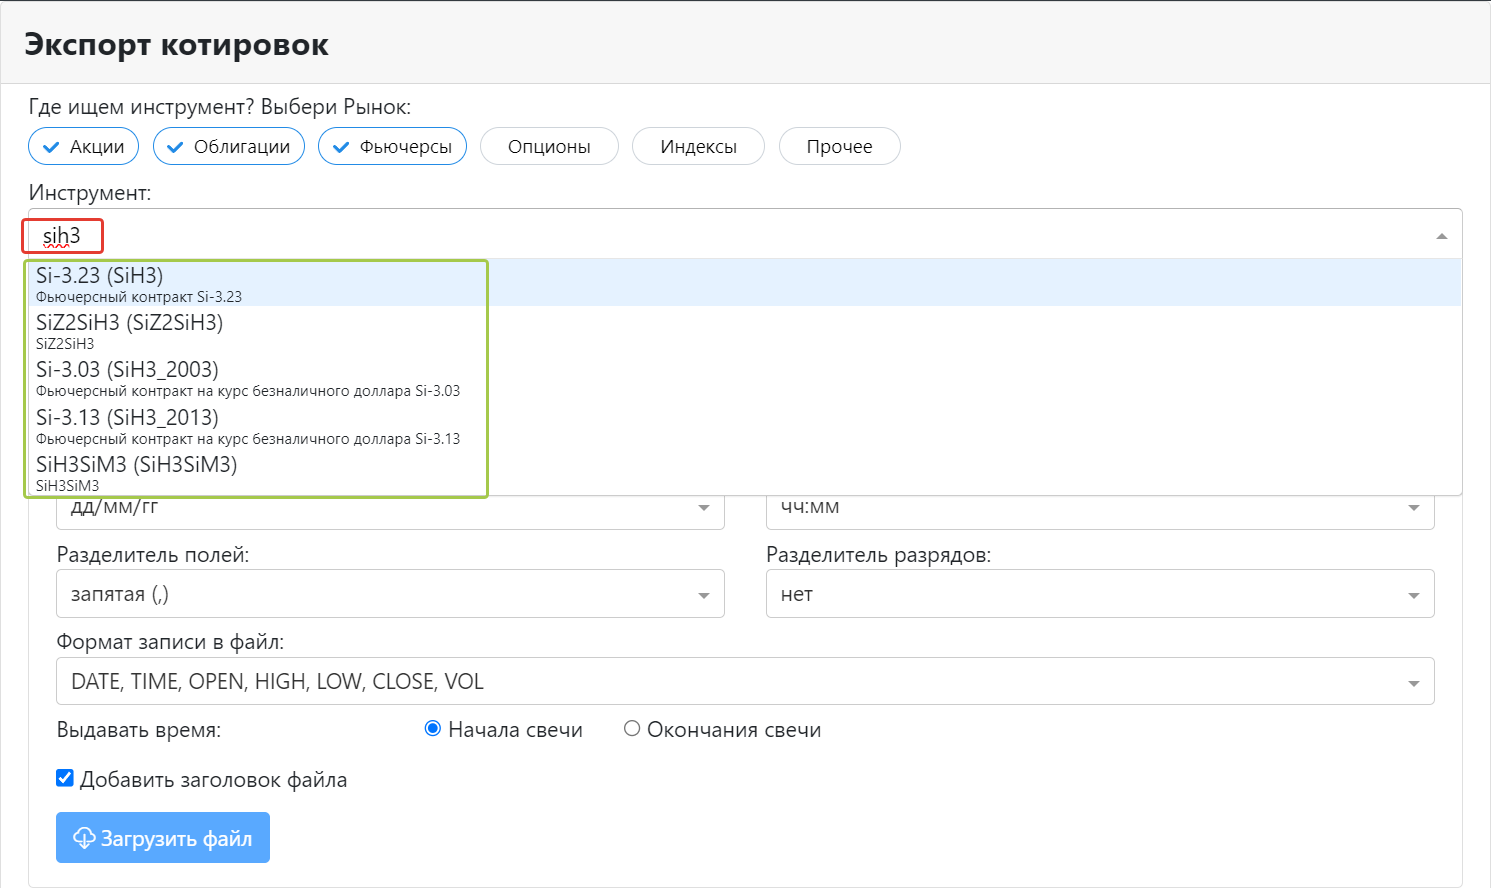 Экспорт котировок
Где ищем инструмент? Выбери Рынок:
Акции Облигации Фьючерсы Опционы Индексы Прочее
Инструмент:
sih3
Si-3.23 (SiH3)
Фьючерсный контракт Si-3.23
SiZ2SiH3 (SiZ2SiH3)
SiZ2SiH3
Si-3.03 (SiH3_2003)
Фьючерсный контракт на курс безналичного доллара Si-3.03
Si-3.13 (SiH3_2013)
Фьючерсный контракт на курс безналичного доллара Si-3.13
SiH3SiM3 (SiH3SiM3)
SiH3SiM3
дд/мм/гг чч:мм
Разделитель полей: Разделитель разрядов:
запятая (,) нет
Формат записи в файл:
DATE, TIME, OPEN, HIGH, LOW, CLOSE, VOL
Выдавать время: Начала свечи Окончания свечи
Добавить заголовок файла
Загрузить файл